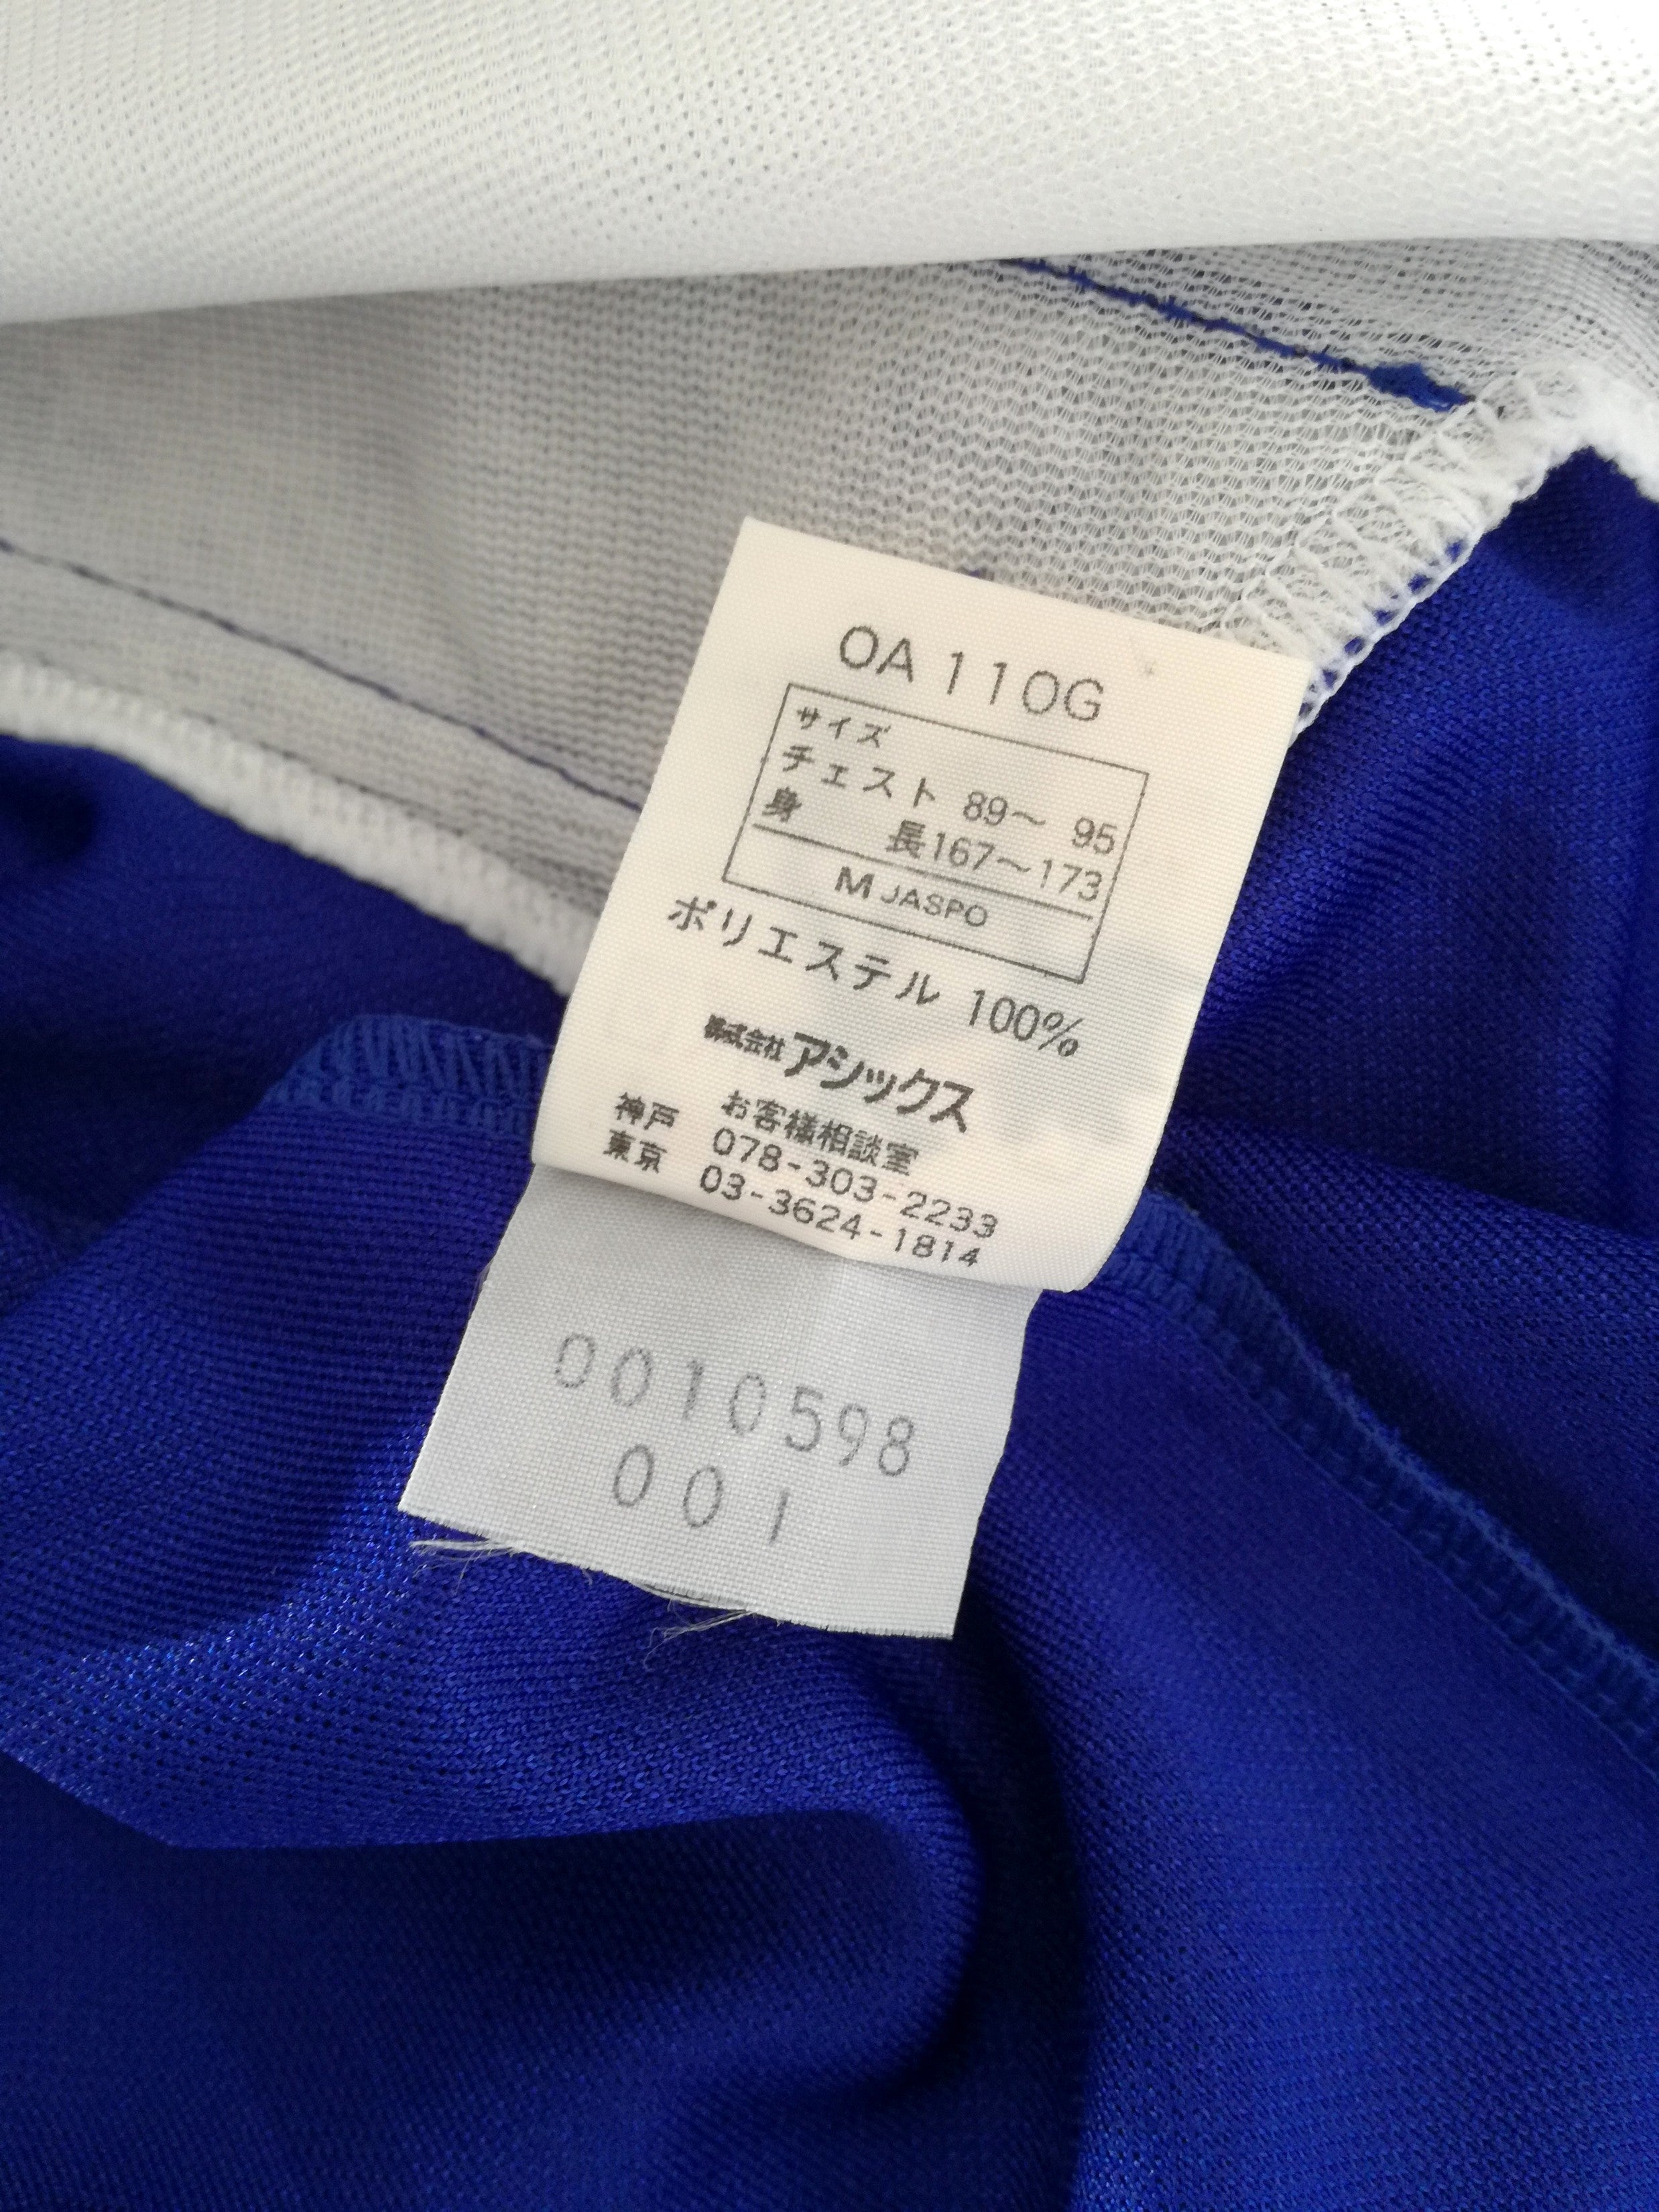 OA110G
サイズ
チェスト 89～ 95
身 長167～173
M JASPO
ポリエステル 100%
株式会社アシックス
お客様相談室
神戸 078-303-2233
東京 03-3624-1814
0010598
001